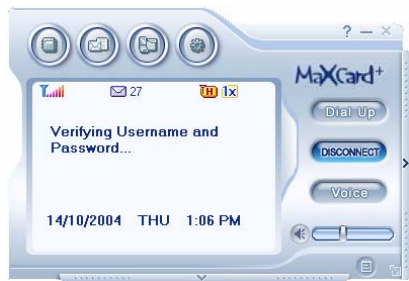 ? — ×
MaXCard+
27 H 1x
Dial Up
Verifying Username and
Password...
DISCONNECT
Voice
14/10/2004 THU 1:06 PM